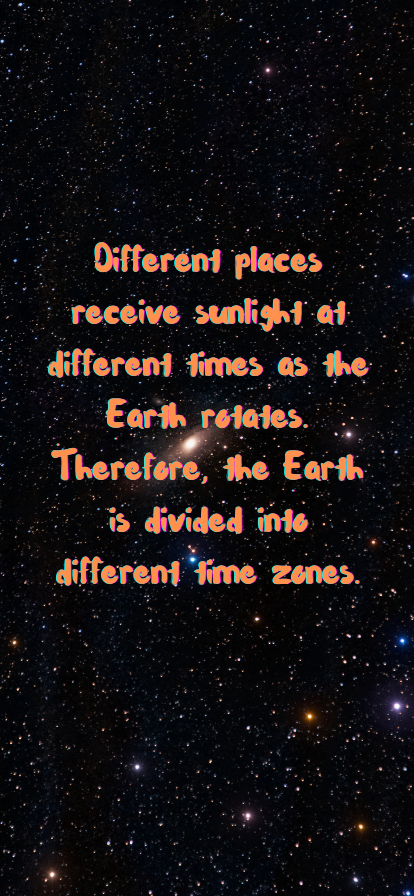 Different places
receive sunlight at
different times as the
Earth rotates.
Therefore, the Earth
is divided into
different time zones.